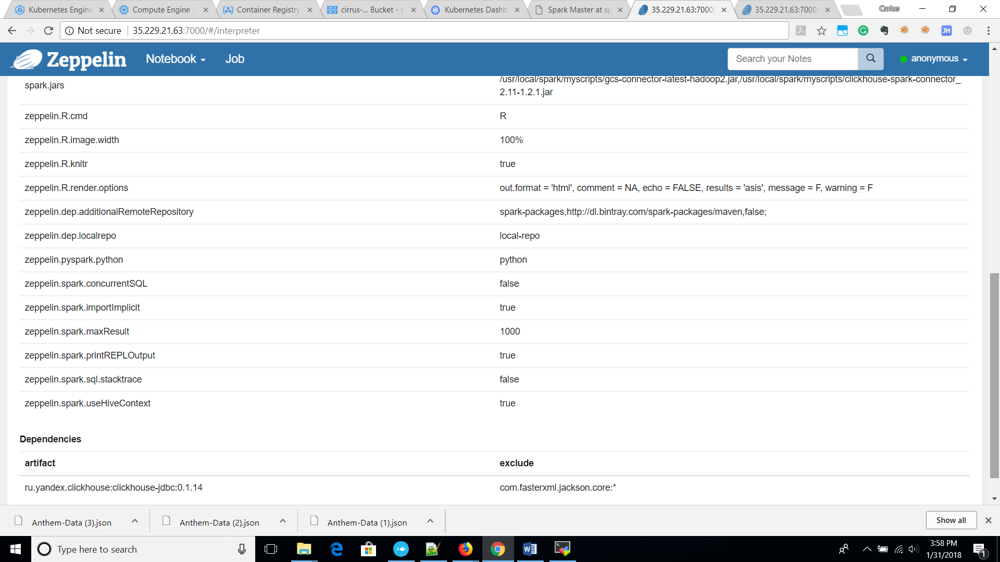 Kubernetes Engine
Compute Engine -
Container Registry
cirrus-... Bucket - c
Kubernetes Dashb
Spark Master at sp
35.229.21.63:7000/
35.229.21.63:7000/
Carlos
Not secure
35.229.21.63:7000/#/interpreter
JH
Zeppelin
Notebook
Job
Search your Notes
anonymous
spark.jars
/usr/local/spark/myscripts/gcs-connector-latest-hadoop2.jar,/usr/local/spark/myscripts/clickhouse-spark-connector_
2.11-1.2.1.jar
zeppelin.R.cmd
R
zeppelin.R.image.width
100%
zeppelin.R.knitr
true
zeppelin.R.render.options
out.format = 'html', comment = NA, echo = FALSE, results = 'asis', message = F, warning = F
zeppelin.dep.additionalRemoteRepository
spark-packages,http://dl.bintray.com/spark-packages/maven,false;
zeppelin.dep.localrepo
local-repo
zeppelin.pyspark.python
python
zeppelin.spark.concurrentSQL
false
zeppelin.spark.importImplicit
true
zeppelin.spark.maxResult
1000
zeppelin.spark.printREPLOutput
true
zeppelin.spark.sql.stacktrace
false
zeppelin.spark.useHiveContext
true
Dependencies
artifact
exclude
ru.yandex.clickhouse:clickhouse-jdbc:0.1.14
com.fasterxml.jackson.core:*
Anthem-Data (3).json
Anthem-Data (2).json
Anthem-Data (1).json
Show all
Type here to search
3:58 PM
1/31/2018
1